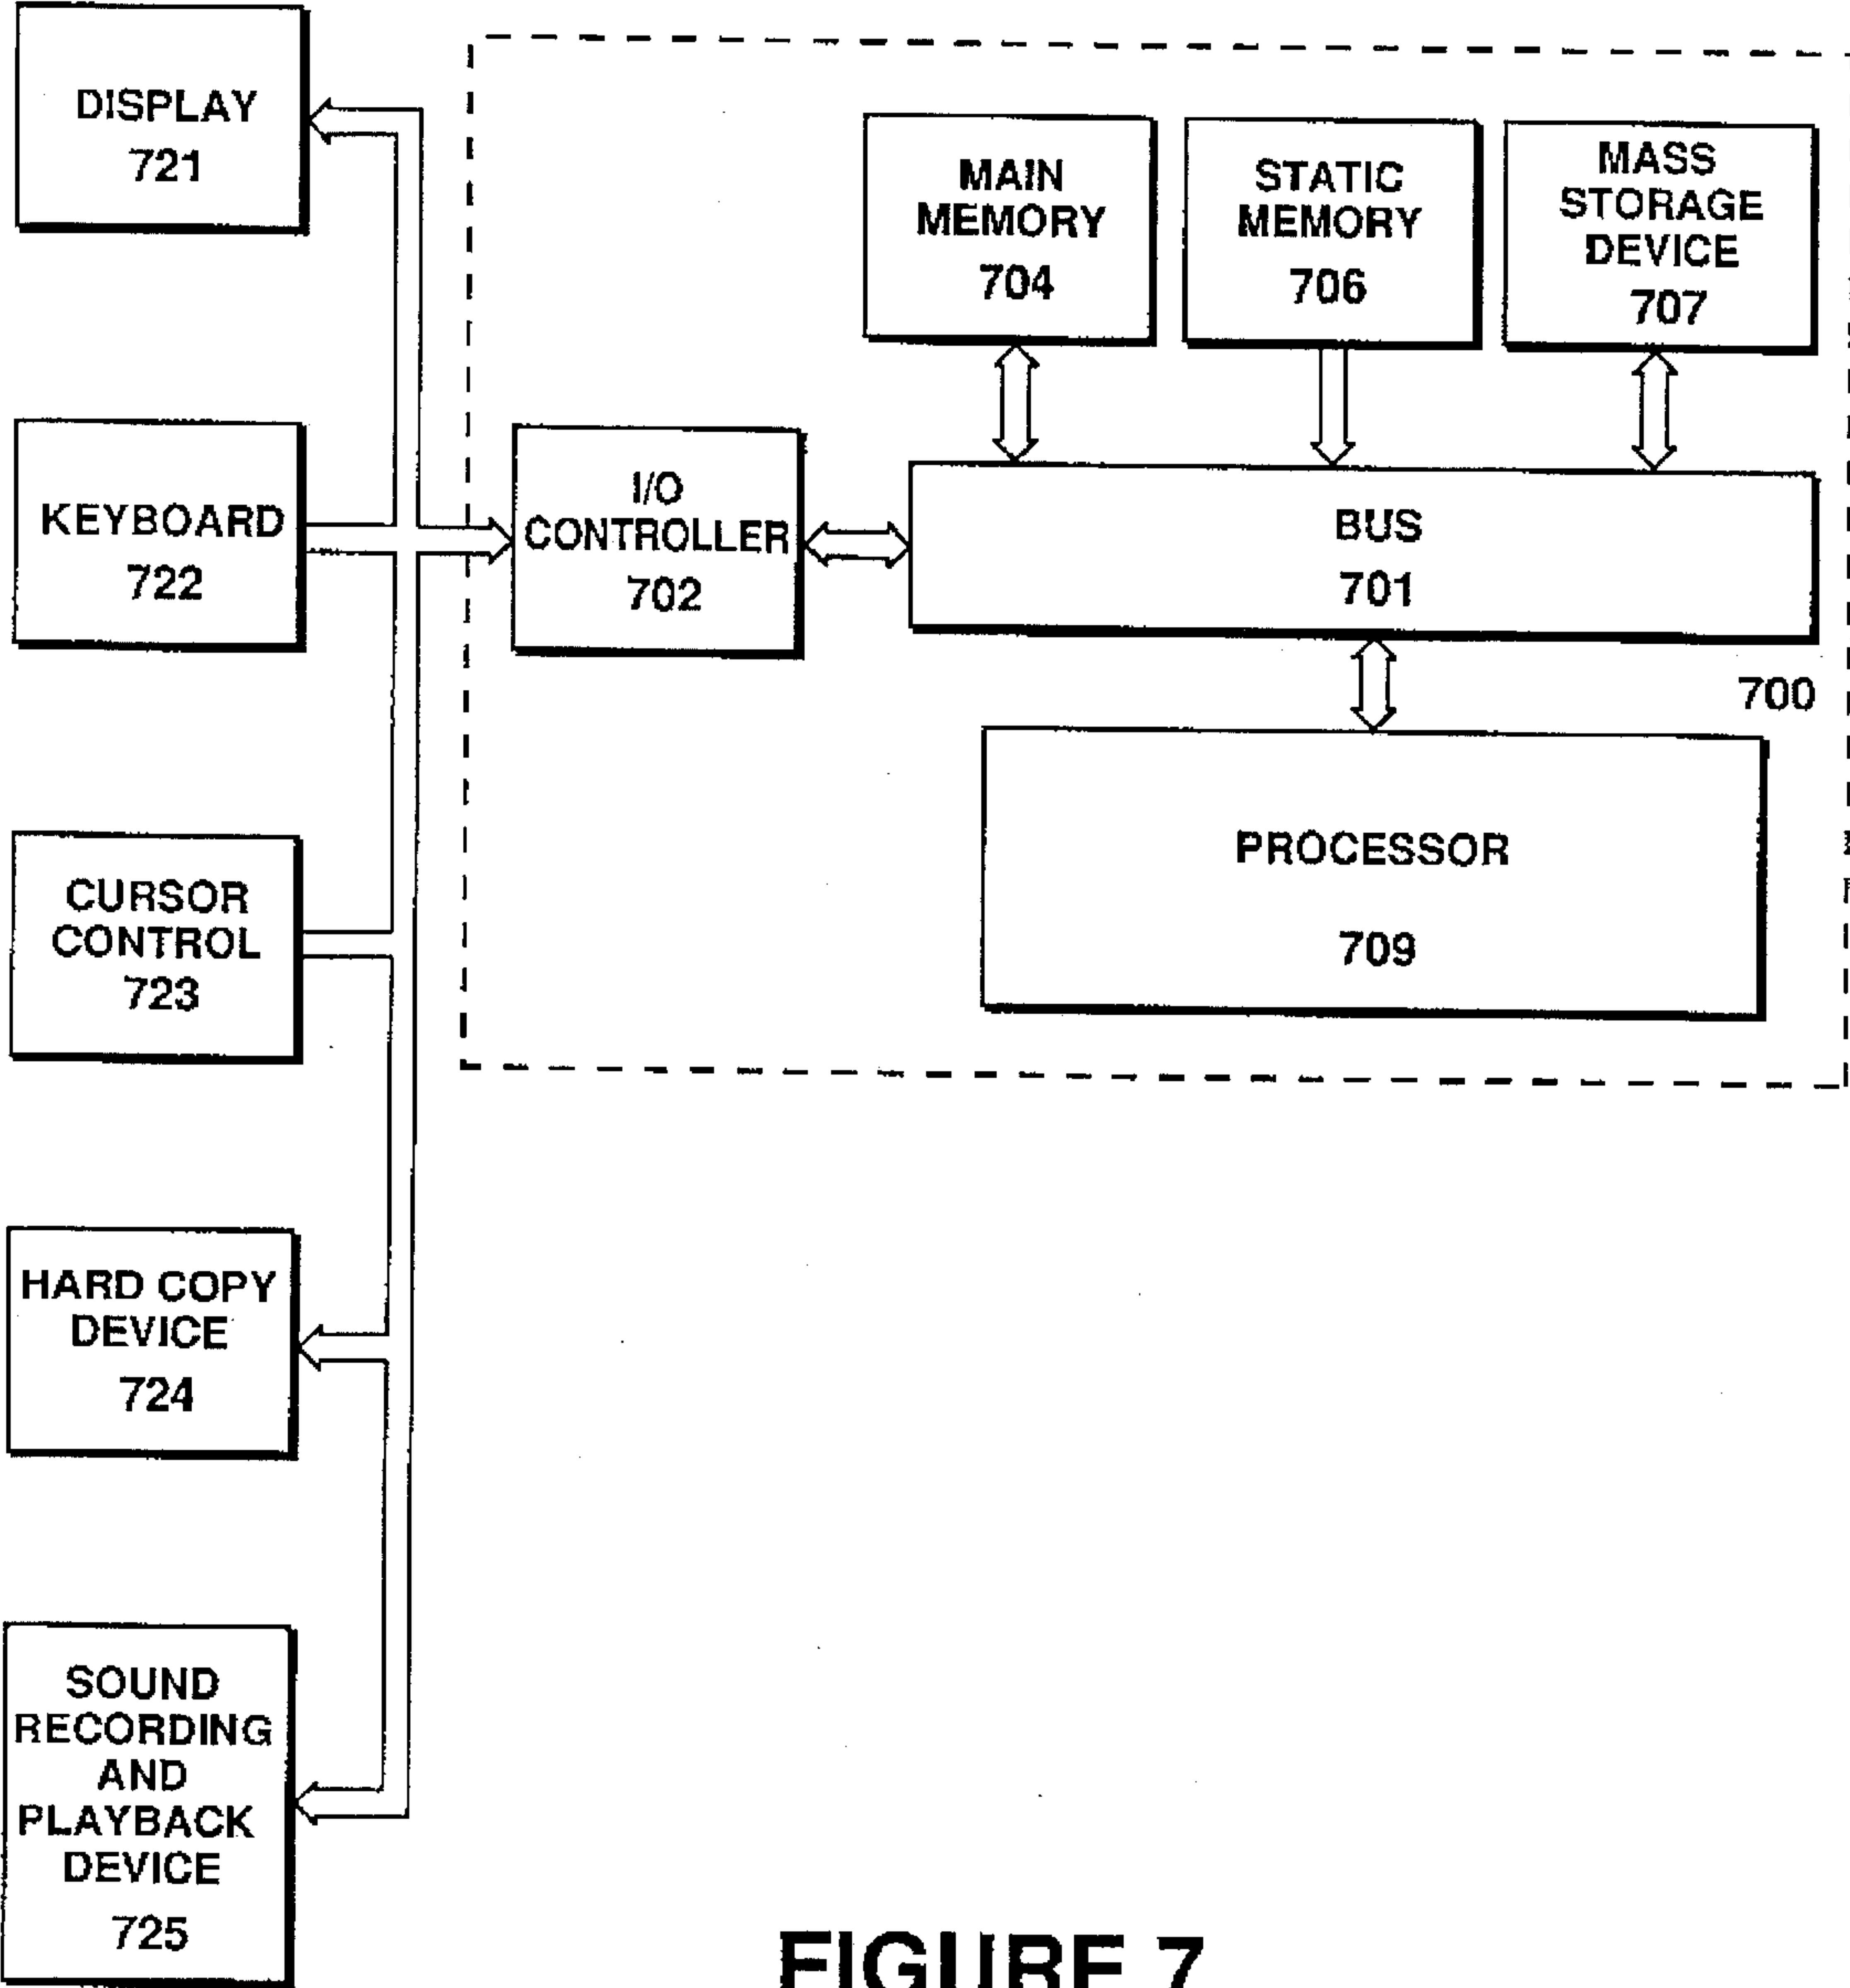 DISPLAY
721
KEYBOARD
722
CURSOR
CONTROL
723
HARD COPY
DEVICE
724
SOUND
RECORDING
AND
PLAYBACK
DEVICE
725
I/O
CONTROLLER
702
MAIN
MEMORY
704
STATIC
MEMORY
706
MASS
STORAGE
DEVICE
707
BUS
701
700
PROCESSOR
709
FIGURE 7